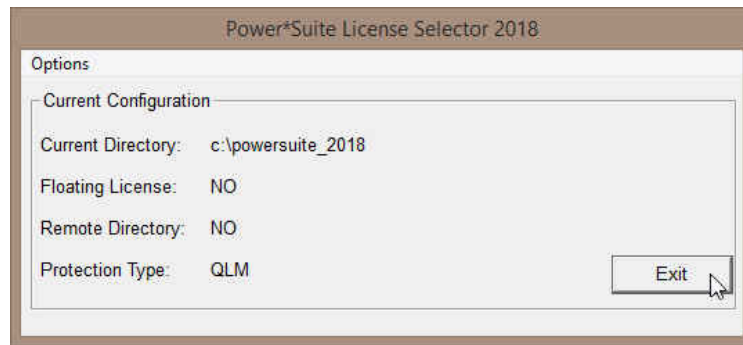 Power*Suite License Selector 2018
Options
Current Configuration
Current Directory: c:\powersuite_2018
Floating License: NO
Remote Directory: NO
Protection Type: QLM
Exit